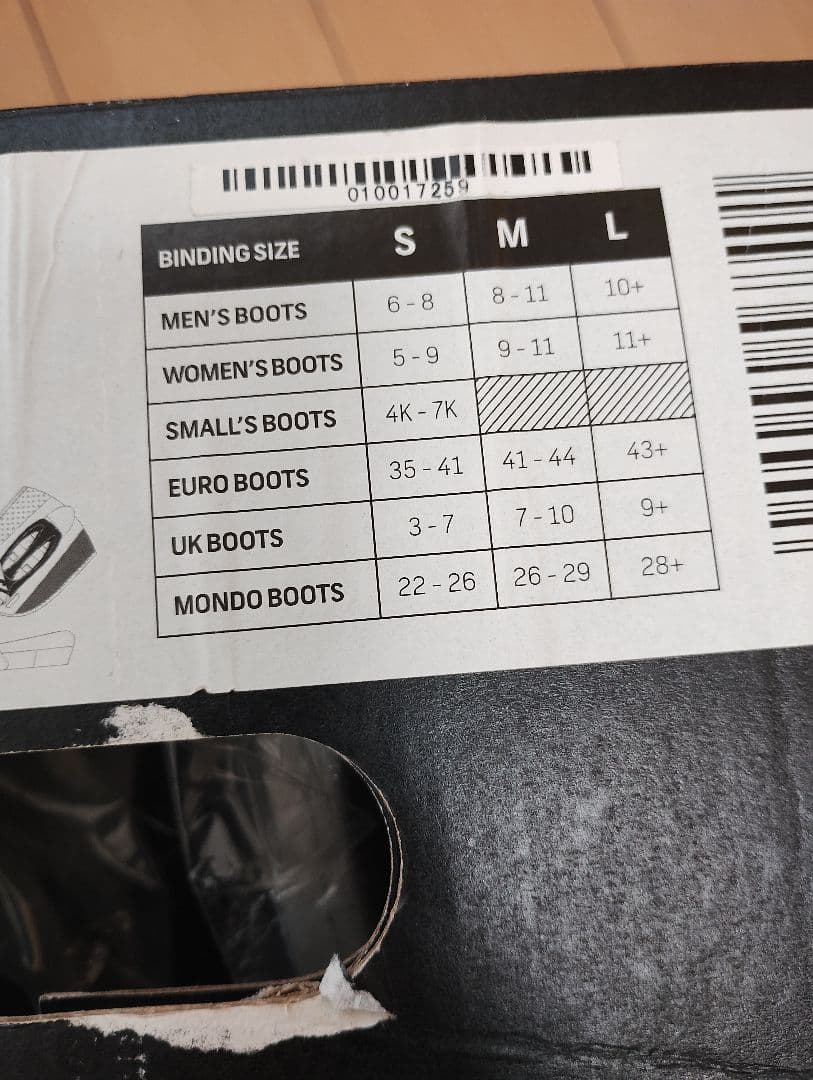 010017259
BINDING SIZE S M L
MEN'S BOOTS 6 - 8 8 - 11 10+
WOMEN'S BOOTS 5 - 9 9 - 11 11+
SMALL'S BOOTS 4K - 7K
EURO BOOTS 35 - 41 41 - 44 43+
UK BOOTS 3 - 7 7 - 10 9+
MONDO BOOTS 22 - 26 26 - 29 28+